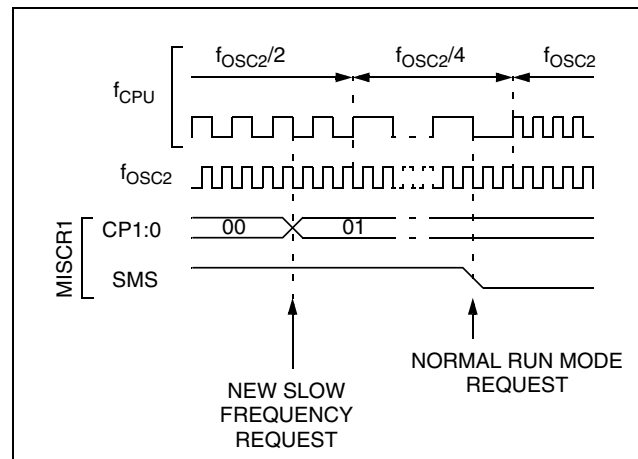 fOSC2/2
fOSC2/4
fOSC2
fCPU
fOSC2
MISCR1
CP1:0
00
01
SMS
NEW SLOW
FREQUENCY
REQUEST
NORMAL RUN MODE
REQUEST